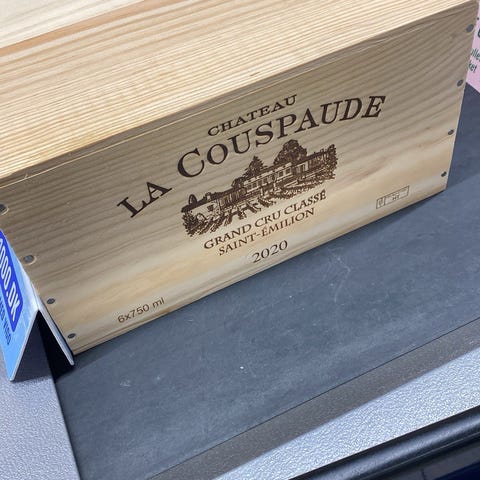 CHATEAU
LA COUSPAUDE
GRAND CRU CLASSÉ
SAINT-ÉMILION
2020
6x750 ml